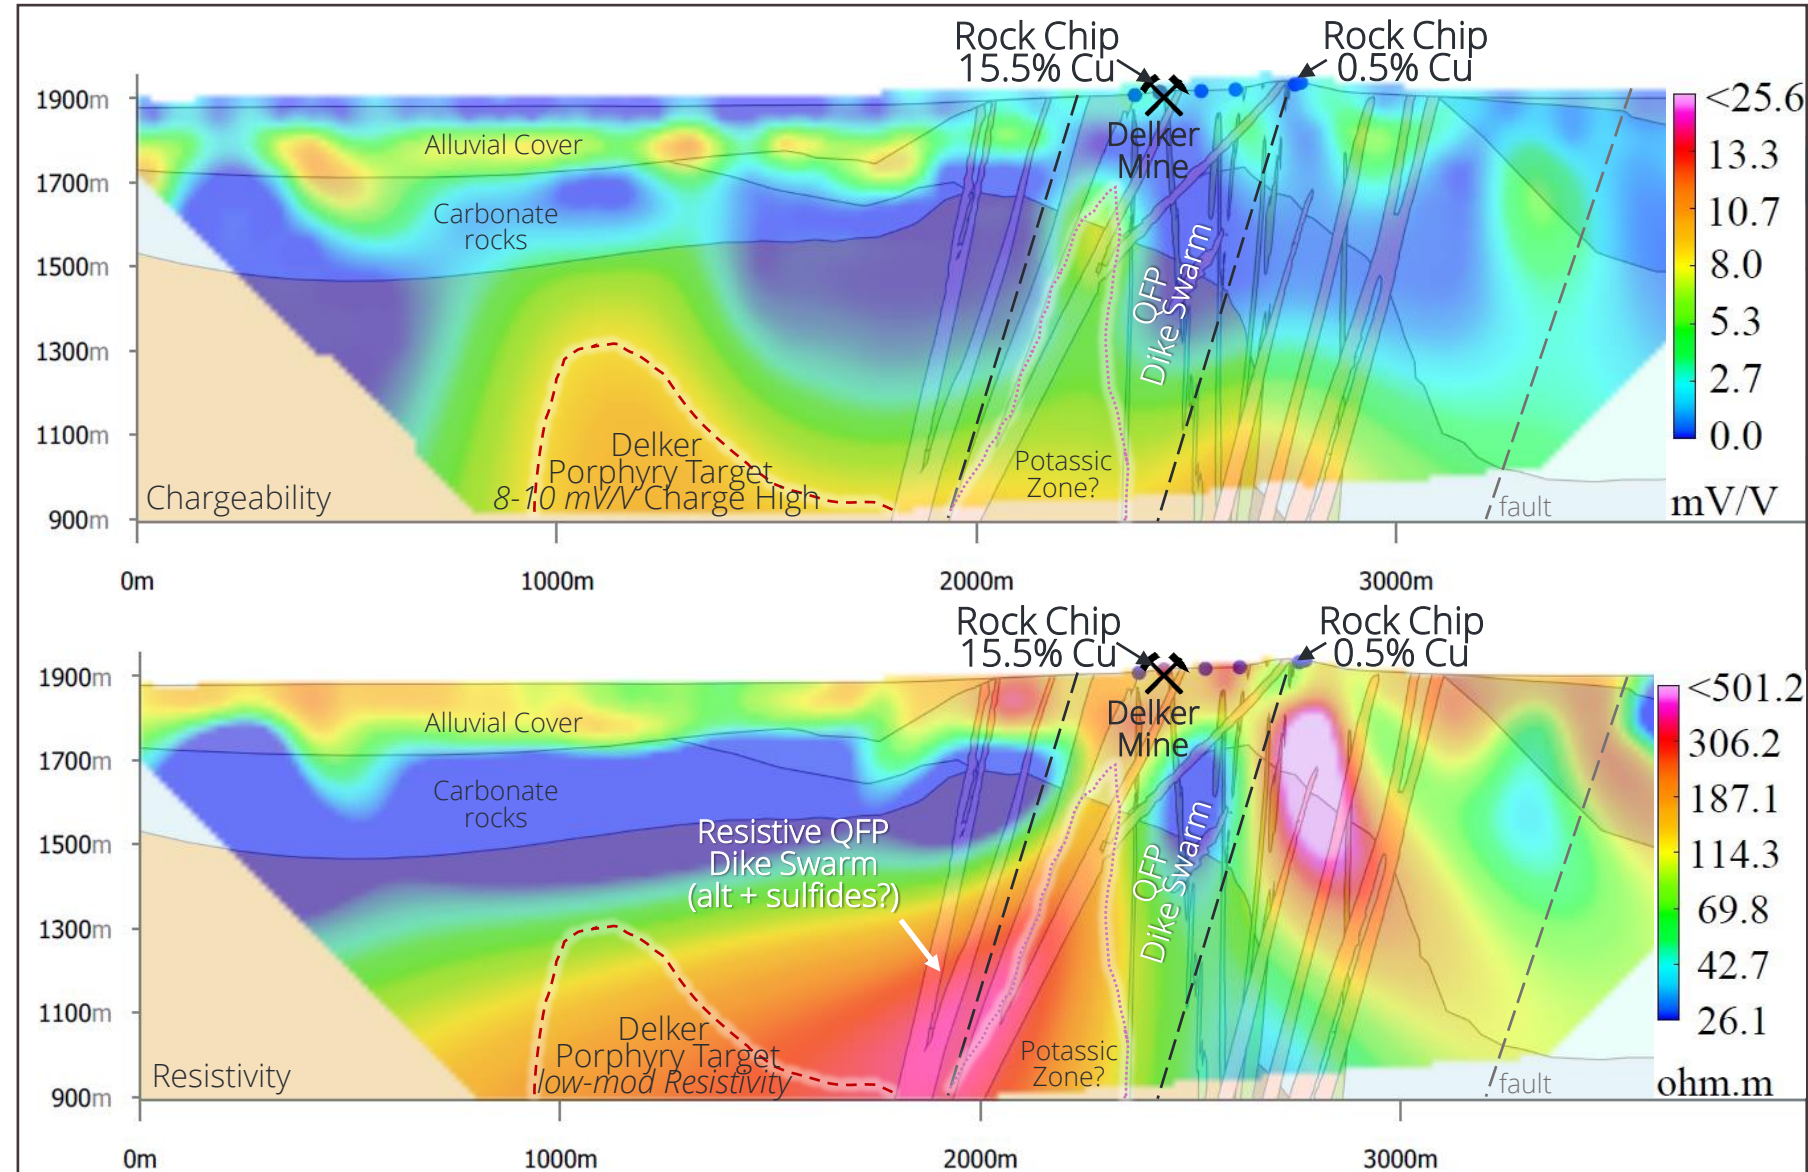 Rock Chip
15.5% Cu
Rock Chip
0.5% Cu
1900m
1700m
1500m
1300m
1100m
900m
Alluvial Cover
Carbonate
rocks
Delker
Mine
QFP
Dike Swarm
Delker
Porphyry Target
8-10 mV/V Charge High
Potassic
Zone?
Chargeability
fault
<25.6
13.3
10.7
8.0
5.3
2.7
0.0
mV/V
0m
1000m
2000m
3000m
Rock Chip
15.5% Cu
Rock Chip
0.5% Cu
1900m
1700m
1500m
1300m
1100m
900m
Alluvial Cover
Carbonate
rocks
Delker
Mine
Resistive QFP
Dike Swarm
(alt + sulfides?)
QFP
Dike Swarm
Delker
Porphyry Target
low-mod Resistivity
Potassic
Zone?
Resistivity
fault
<501.2
306.2
187.1
114.3
69.8
42.7
26.1
ohm.m
0m
1000m
2000m
3000m